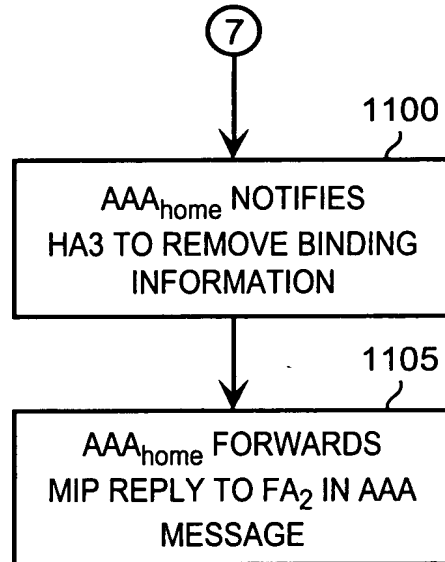 7
1100
AAAhome NOTIFIES
HA3 TO REMOVE BINDING
INFORMATION
1105
AAAhome FORWARDS
MIP REPLY TO FA2 IN AAA
MESSAGE